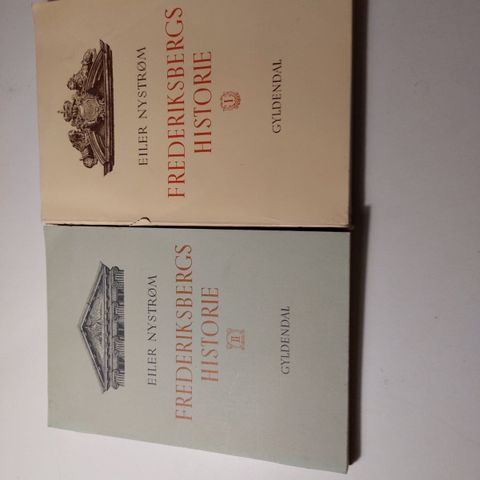 EILER NYSTRØM
FREDERIKSBERGS
HISTORIE
I
GYLDENDAL
EILER NYSTRØM
FREDERIKSBERGS
HISTORIE
II
GYLDENDAL